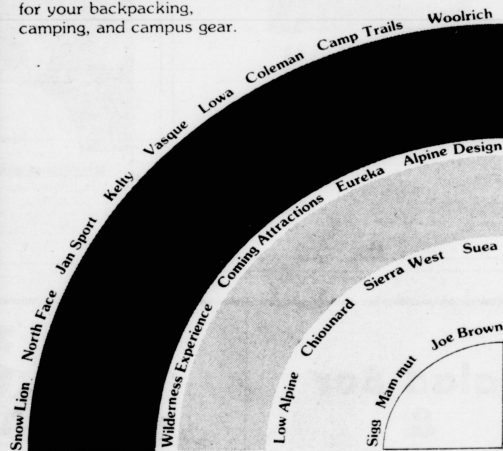 for your backpacking,
camping, and campus gear.
Snow Lion North Face Jan Sport Kelty Vasque Lowa Coleman Camp Trails Woolrich
Wilderness Experience Coming Attractions Eureka Alpine Design
Low Alpine Chiounard Sierra West Suea
Sigg Mammut Joe Brown